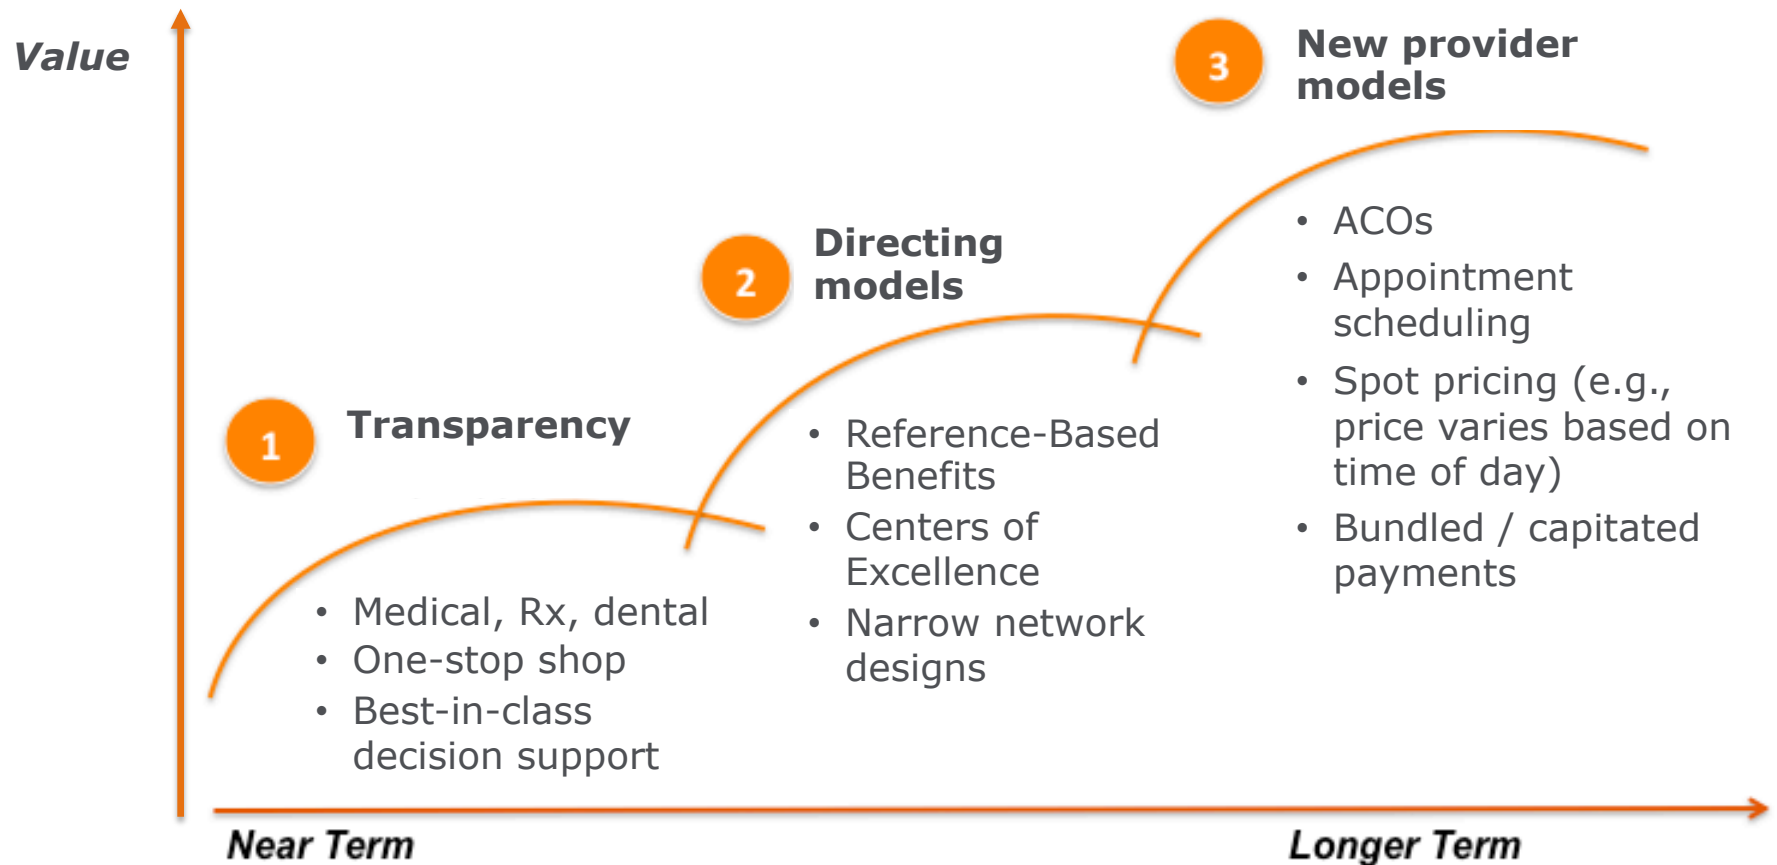 Value
1
Transparency
• Medical, Rx, dental
• One-stop shop
• Best-in-class
decision support
2
Directing
models
• Reference-Based
Benefits
• Centers of
Excellence
• Narrow network
designs
3
New provider
models
• ACOs
• Appointment
scheduling
• Spot pricing (e.g.,
price varies based on
time of day)
• Bundled / capitated
payments
Near Term
Longer Term